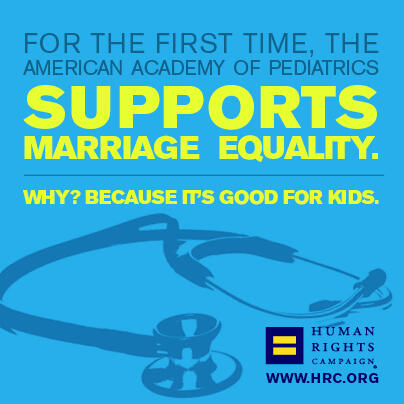 FOR THE FIRST TIME, THE
AMERICAN ACADEMY OF PEDIATRICS
SUPPORTS
MARRIAGE EQUALITY.
WHY? BECAUSE IT'S GOOD FOR KIDS.
HUMAN
RIGHTS
CAMPAIGN®
WWW.HRC.ORG